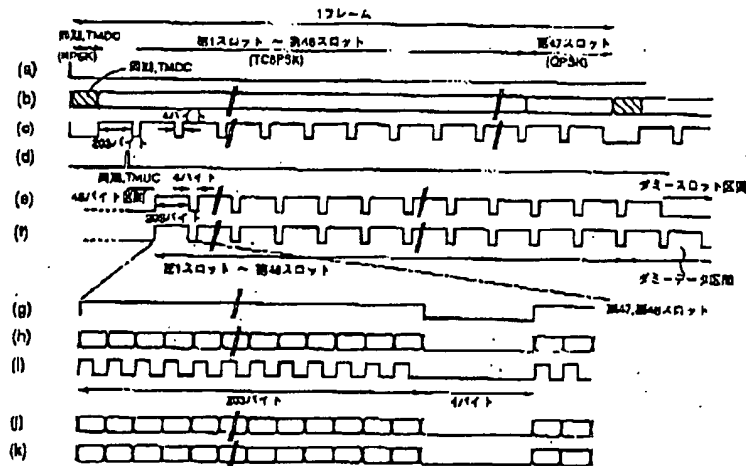 1フレーム
同期,TMDC
(BPSK)
第1スロット ～ 第46スロット
(TC8PSK)
第47スロット
(QPSK)
(a)
同期,TMDC
(b)
4バイト
(c)
203バイト
(d)
同期,TMUC
4バイト
ダミースロット区間
(e)
48バイト区間
203バイト
(f)
第1スロット ～ 第46スロット
ダミーデータ区間
(g)
第47,第48スロット
(h)
(i)
203バイト
4バイト
(j)
(k)